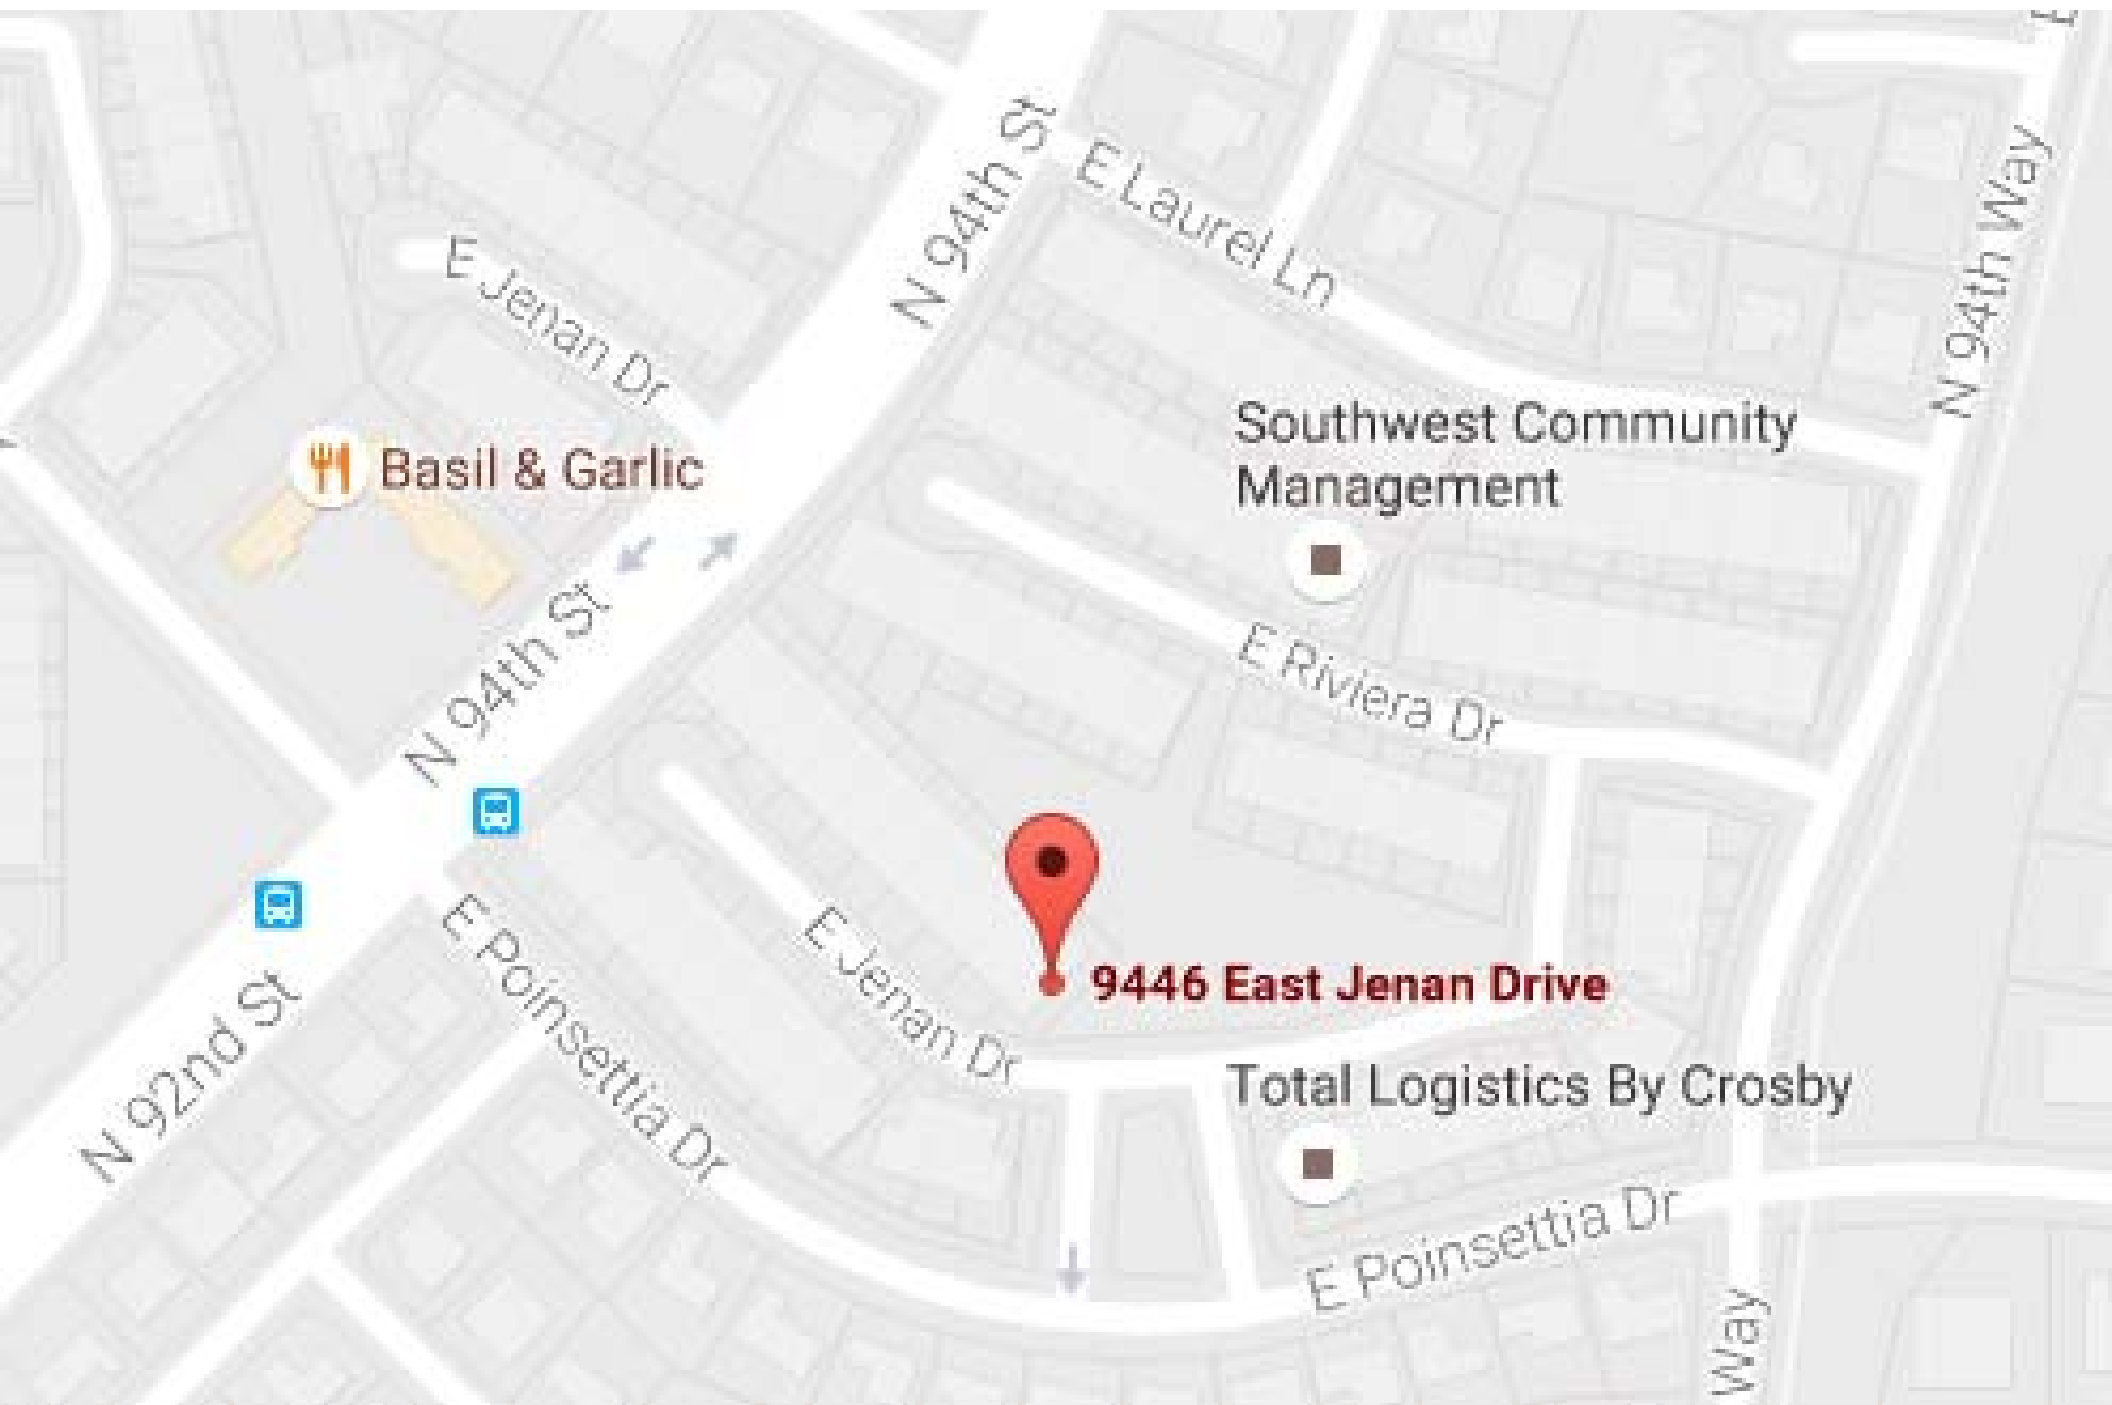 N 94th St
E Laurel Ln
N 94th Way
E Jenan Dr
Southwest Community
Management
Basil & Garlic
N 94th St
E Riviera Dr
E Poinsettia Dr
E Jenan Dr
9446 East Jenan Drive
N 92nd St
Total Logistics By Crosby
E Poinsettia Dr
Way